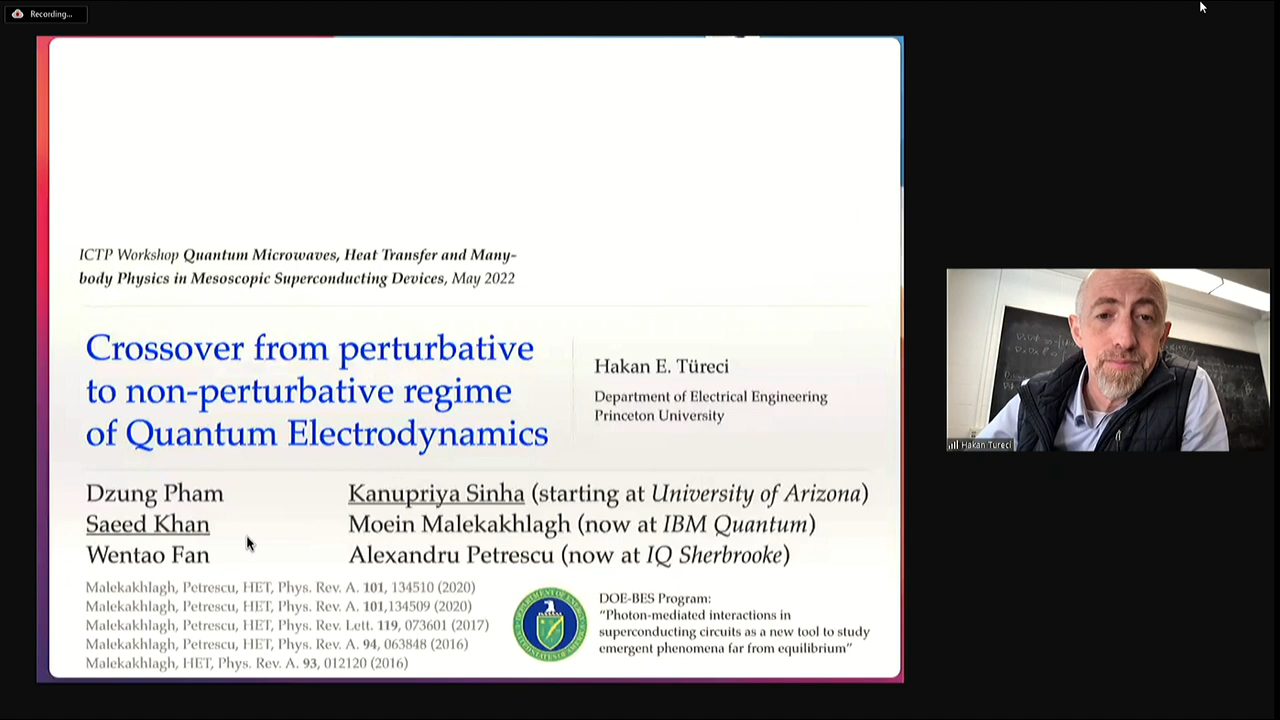 Recording...
ICTP Workshop Quantum Microwaves, Heat Transfer and Many-
body Physics in Mesoscopic Superconducting Devices, May 2022
Crossover from perturbative
to non-perturbative regime
of Quantum Electrodynamics
Hakan E. Türeci
Department of Electrical Engineering
Princeton University
Dzung Pham
Saeed Khan
Wentao Fan
Kanupriya Sinha (starting at University of Arizona)
Moein Malekakhlagh (now at IBM Quantum)
Alexandru Petrescu (now at IQ Sherbrooke)
Malekakhlagh, Petrescu, HET, Phys. Rev. A. 101, 134510 (2020)
Malekakhlagh, Petrescu, HET, Phys. Rev. A. 101,134509 (2020)
Malekakhlagh, Petrescu, HET, Phys. Rev. Lett. 119, 073601 (2017)
Malekakhlagh, Petrescu, HET, Phys. Rev. A. 94, 063848 (2016)
Malekakhlagh, HET, Phys. Rev. A. 93, 012120 (2016)
DOE-BES Program:
"Photon-mediated interactions in
superconducting circuits as a new tool to study
emergent phenomena far from equilibrium"
Hakan Tureci